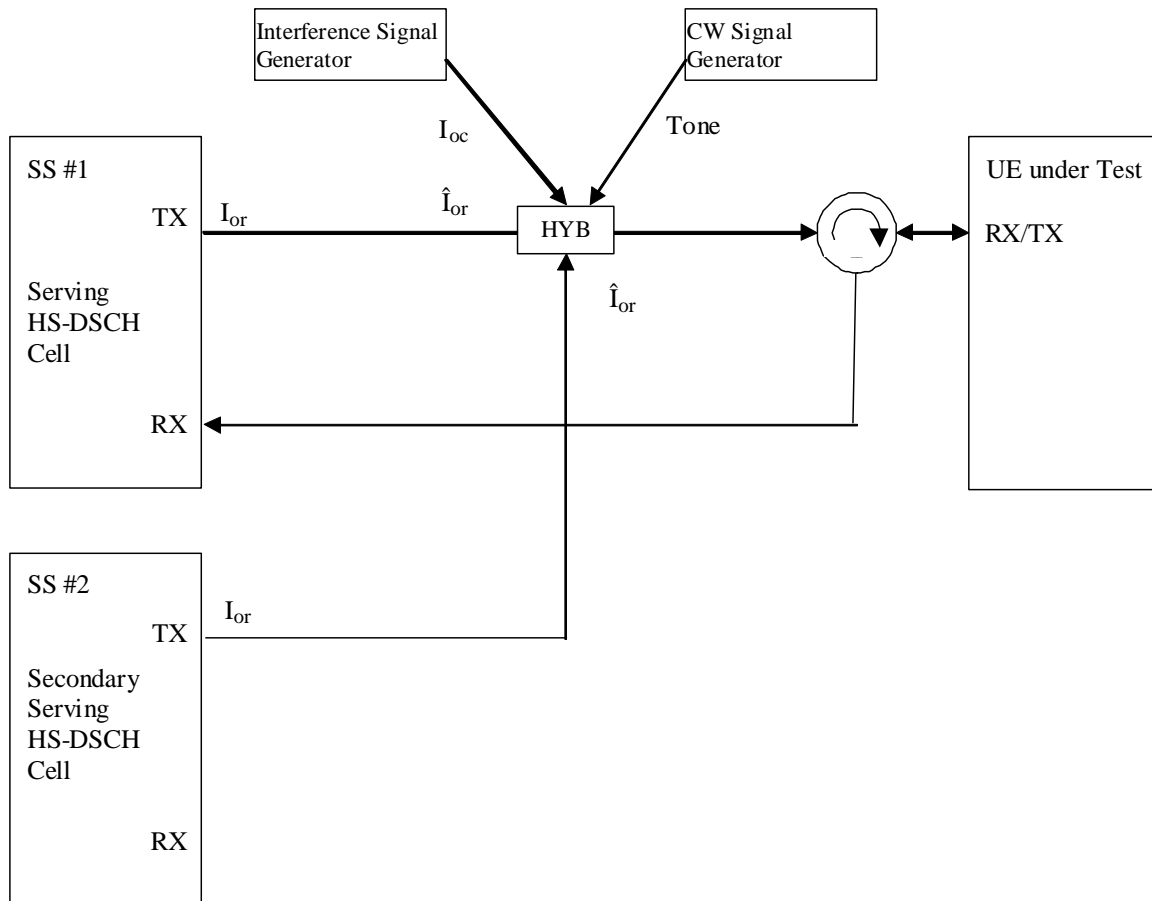 Interference Signal
Generator
CW Signal
Generator
I_oc
Tone
SS #1
TX
I_or
Î_or
HYB
UE under Test
RX/TX
Serving
HS-DSCH
Cell
Î_or
RX
SS #2
I_or
TX
Secondary
Serving
HS-DSCH
Cell
RX